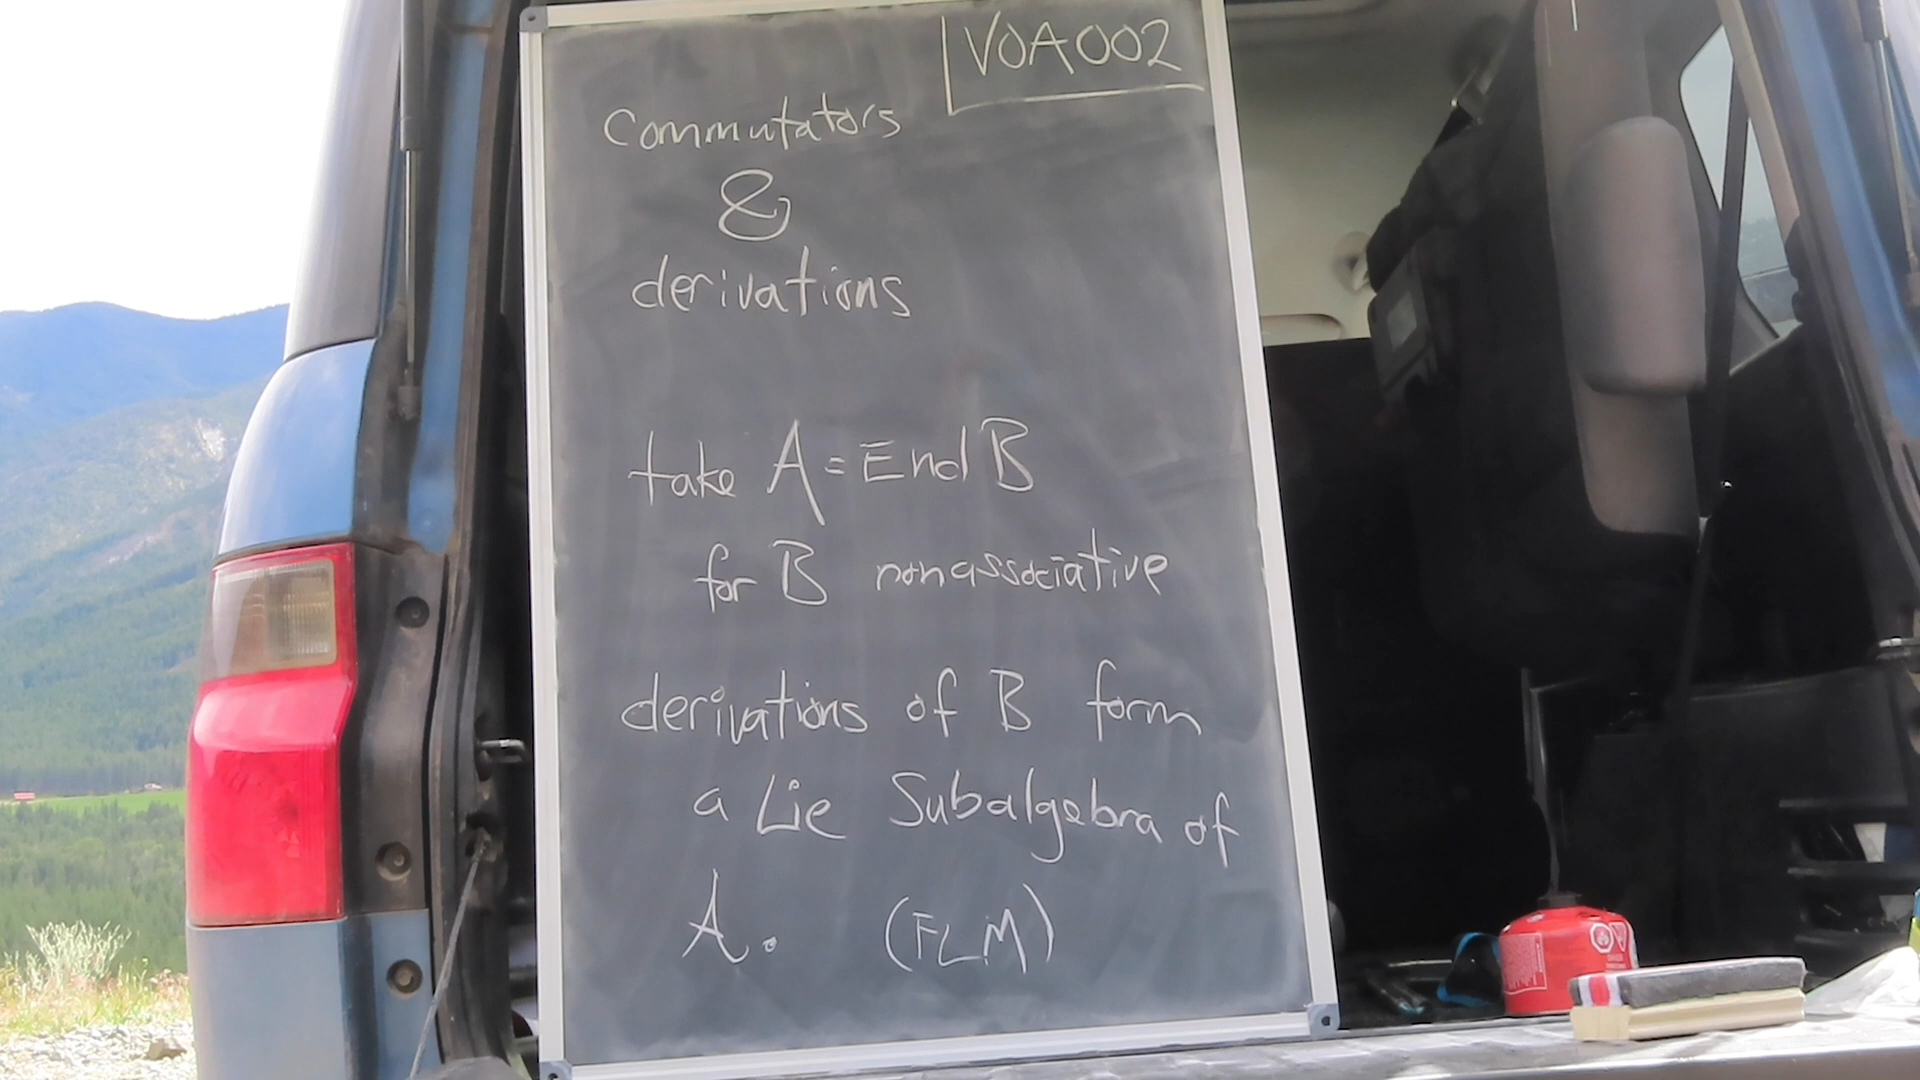 VOA002
Commutators
&
derivations
take A = End B
for B nonassociative
derivations of B form
a Lie Subalgebra of
A. (FLM)